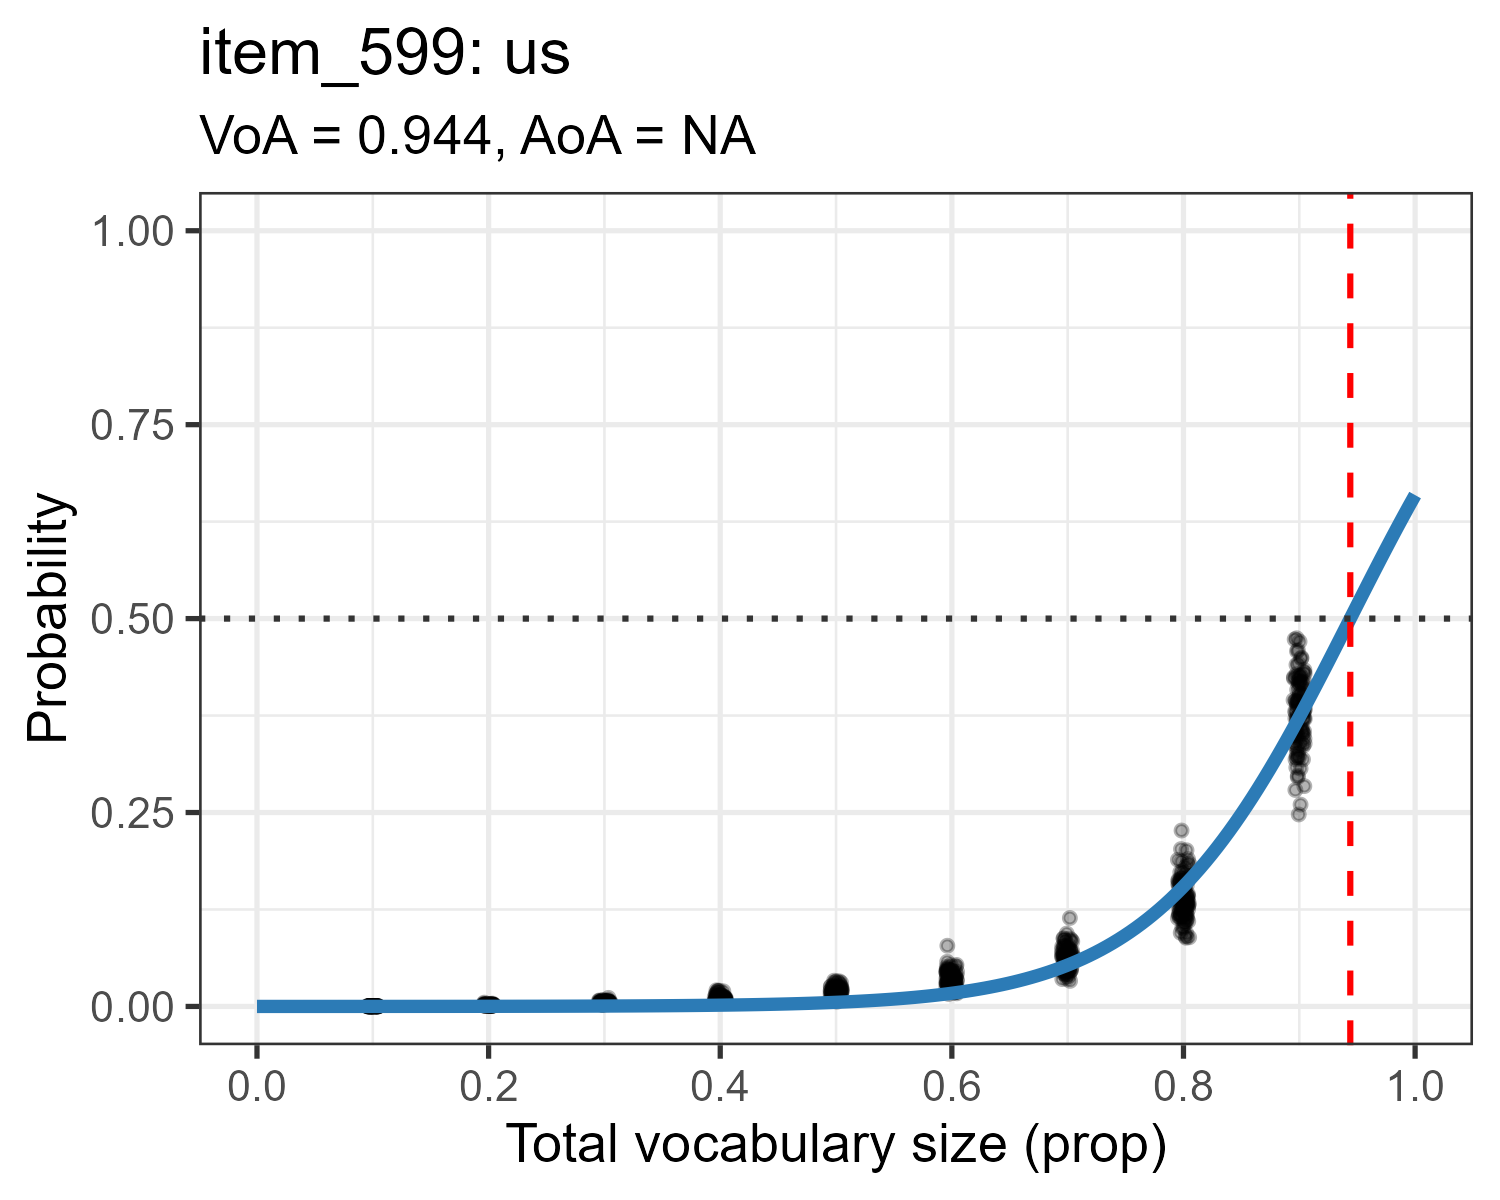 item_599: us
VoA = 0.944, AoA = NA
1.00
0.75
0.50
0.25
0.00
Probability
0.0 0.2 0.4 0.6 0.8 1.0
Total vocabulary size (prop)